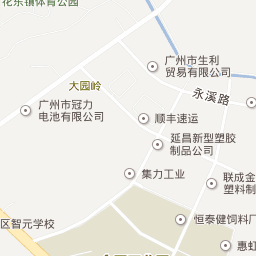 花东镇体育公园
广州市生利
贸易有限公司
永溪路
大园岭
广州市冠力
电池有限公司
顺丰速运
延昌新型塑胶
制品公司
集力工业
联成金
塑料制
恒泰健饲料厂
区智元学校
惠虹